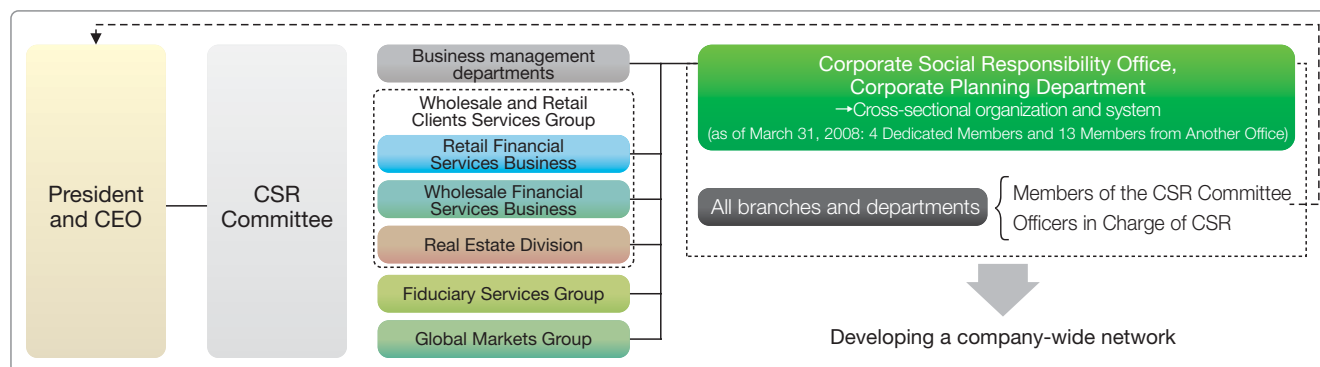 President
and CEO
CSR
Committee
Business management
departments
Wholesale and Retail
Clients Services Group
Retail Financial
Services Business
Wholesale Financial
Services Business
Real Estate Division
Fiduciary Services Group
Global Markets Group
Corporate Social Responsibility Office,
Corporate Planning Department
→Cross-sectional organization and system
(as of March 31, 2008: 4 Dedicated Members and 13 Members from Another Office)
All branches and departments
Members of the CSR Committee
Officers in Charge of CSR
Developing a company-wide network